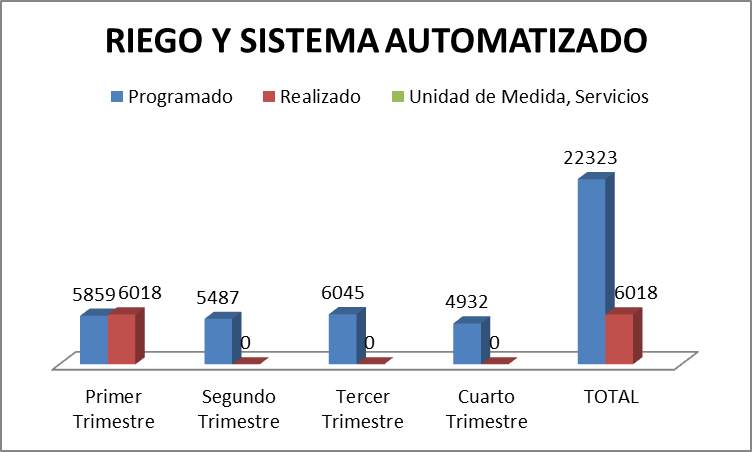 RIEGO Y SISTEMA AUTOMATIZADO
Programado Realizado Unidad de Medida, Servicios
22323
5859 6018 5487 0 6045 0 4932 0 6018
Primer Trimestre
Segundo Trimestre
Tercer Trimestre
Cuarto Trimestre
TOTAL